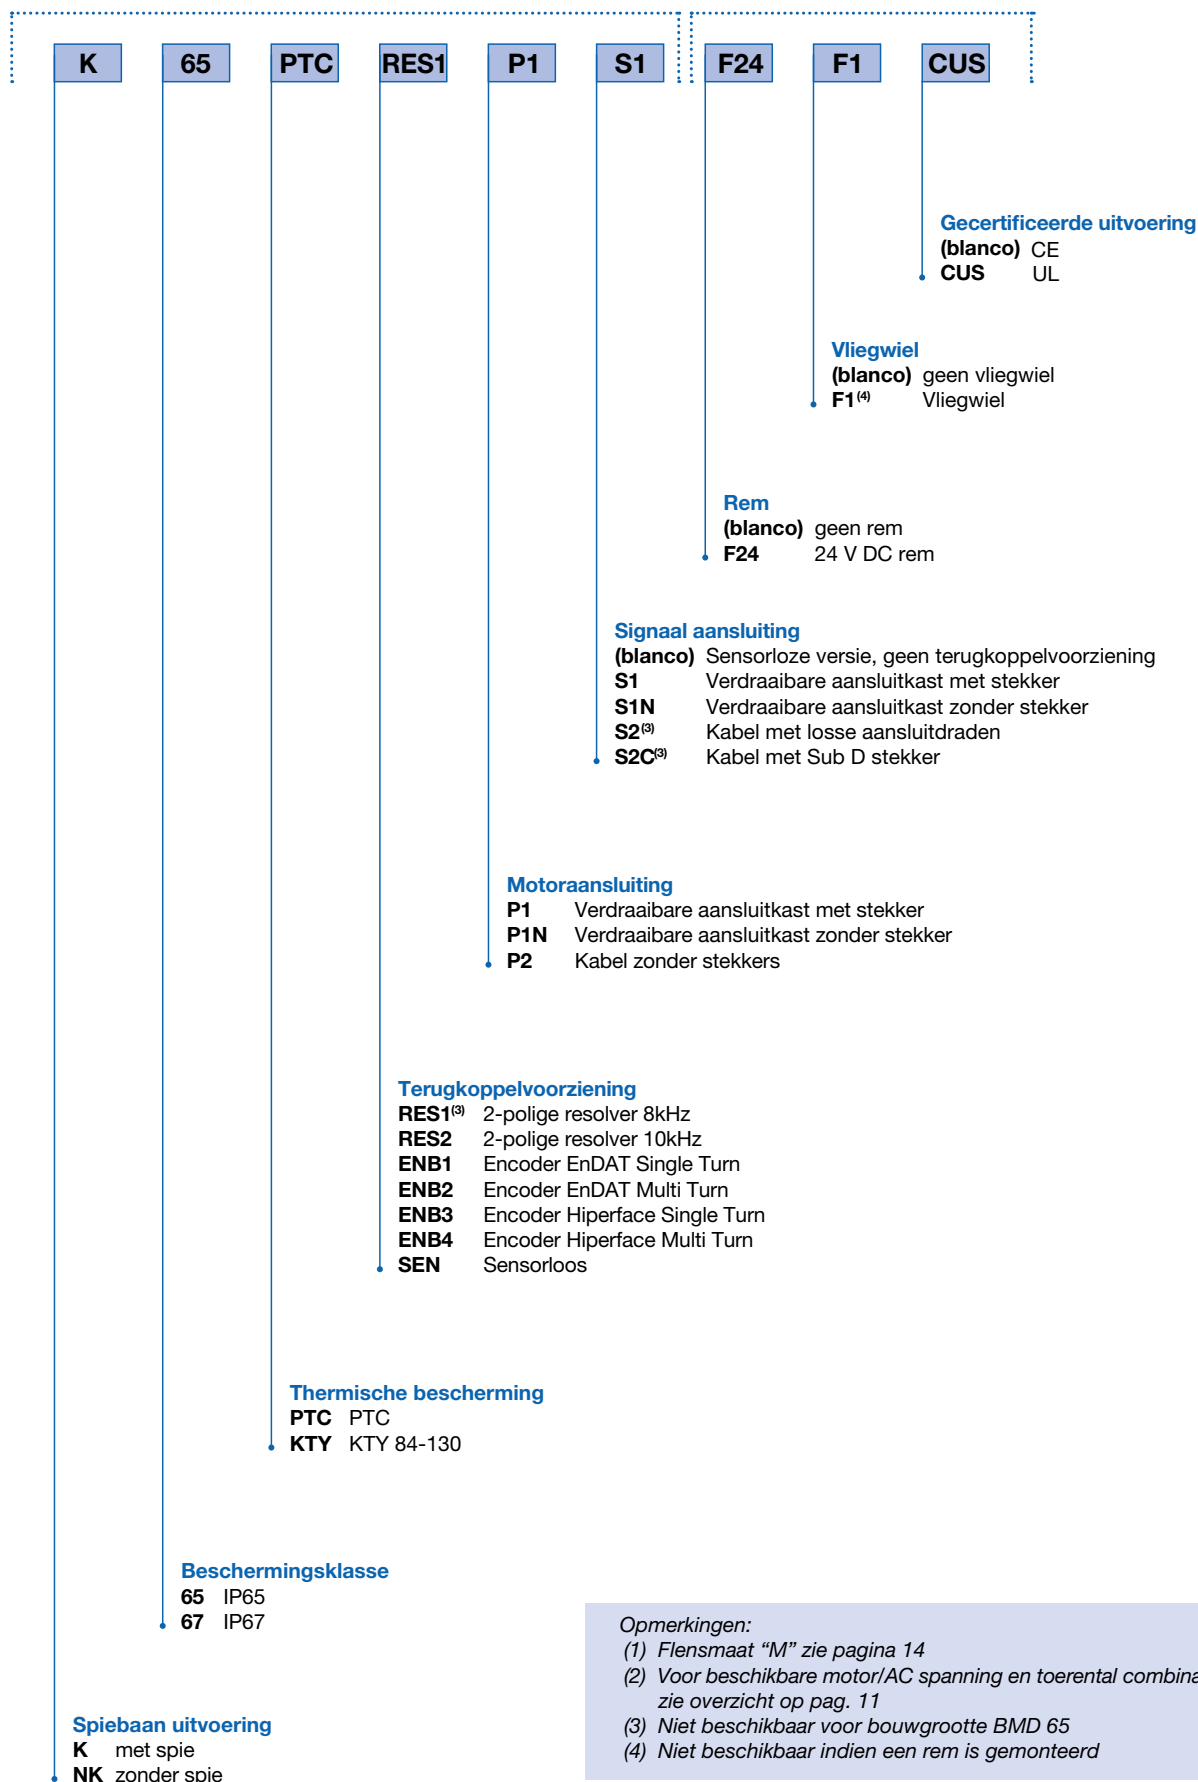 K 65 PTC RES1 P1 S1 F24 F1 CUS
Gecertificeerde uitvoering
(blanco) CE
CUS UL
Vliegwiel
(blanco) geen vliegwiel
F1(4) Vliegwiel
Rem
(blanco) geen rem
F24 24 V DC rem
Signaal aansluiting
(blanco) Sensorloze versie, geen terugkoppelvoorziening
S1 Verdraaibare aansluitkast met stekker
S1N Verdraaibare aansluitkast zonder stekker
S2(3) Kabel met losse aansluitdraden
S2C(3) Kabel met Sub D stekker
Motoraansluiting
P1 Verdraaibare aansluitkast met stekker
P1N Verdraaibare aansluitkast zonder stekker
P2 Kabel zonder stekkers
Terugkoppelvoorziening
RES1(3) 2-polige resolver 8kHz
RES2 2-polige resolver 10kHz
ENB1 Encoder EnDAT Single Turn
ENB2 Encoder EnDAT Multi Turn
ENB3 Encoder Hiperface Single Turn
ENB4 Encoder Hiperface Multi Turn
SEN Sensorloos
Thermische bescherming
PTC PTC
KTY KTY 84-130
Beschermingsklasse
65 IP65
67 IP67
Spiebaan uitvoering
K met spie
NK zonder spie
Opmerkingen:
(1) Flensmaat “M” zie pagina 14
(2) Voor beschikbare motor/AC spanning en toerental combina
zie overzicht op pag. 11
(3) Niet beschikbaar voor bouwgrootte BMD 65
(4) Niet beschikbaar indien een rem is gemonteerd